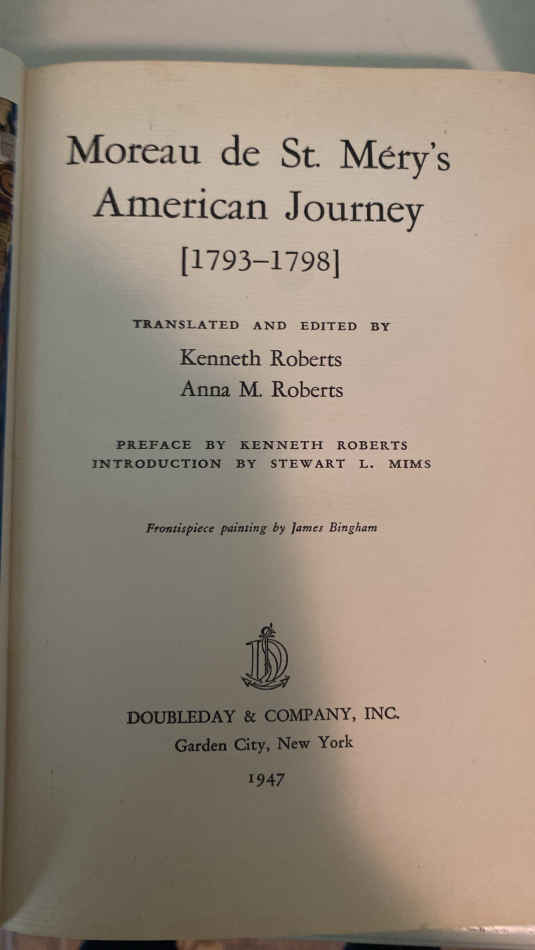 Moreau de St. Méry's
American Journey
[1793–1798]
TRANSLATED AND EDITED BY
Kenneth Roberts
Anna M. Roberts
PREFACE BY KENNETH ROBERTS
INTRODUCTION BY STEWART L. MIMS
Frontispiece painting by James Bingham
DOUBLEDAY & COMPANY, INC.
Garden City, New York
1947